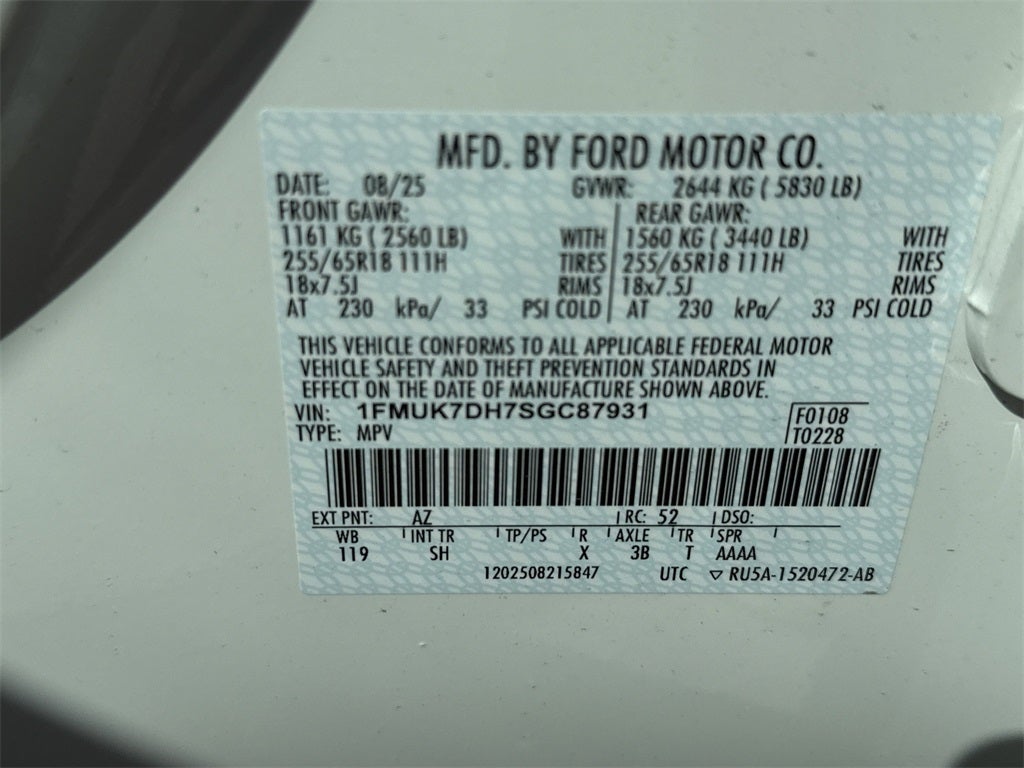 MFD. BY FORD MOTOR CO.
DATE: 08/25 GVWR: 2644 KG ( 5830 LB)
FRONT GAWR: REAR GAWR:
1161 KG ( 2560 LB) WITH 1560 KG ( 3440 LB) WITH
255/65R18 111H TIRES 255/65R18 111H TIRES
18x7.5J RIMS 18x7.5J RIMS
AT 230 kPa/ 33 PSI COLD AT 230 kPa/ 33 PSI COLD
THIS VEHICLE CONFORMS TO ALL APPLICABLE FEDERAL MOTOR
VEHICLE SAFETY AND THEFT PREVENTION STANDARDS IN
EFFECT ON THE DATE OF MANUFACTURE SHOWN ABOVE.
VIN: 1FMUK7DH7SGC87931 F0108
TYPE: MPV T0228
EXT PNT: AZ RC: 52 DSO:
WB INT TR TP/PS R AXLE TR SPR
119 SH X 3B T AAAA
1202508215847 UTC ▽ RU5A-1520472-AB